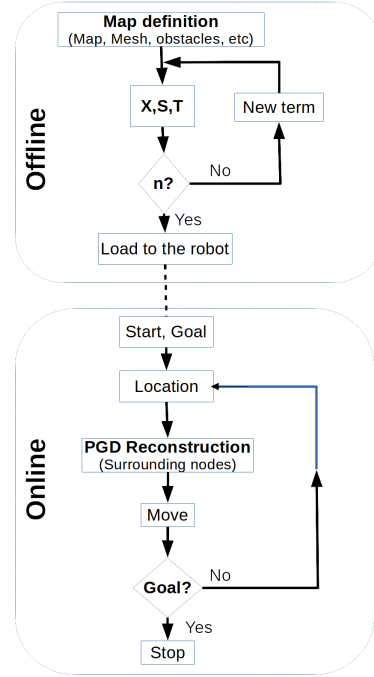 Map definition
(Map, Mesh, obstacles, etc)
X,S,T
New term
n?
No
Yes
Load to the robot
Offline
Start, Goal
Location
PGD Reconstruction
(Surrounding nodes)
Move
Goal?
No
Yes
Stop
Online